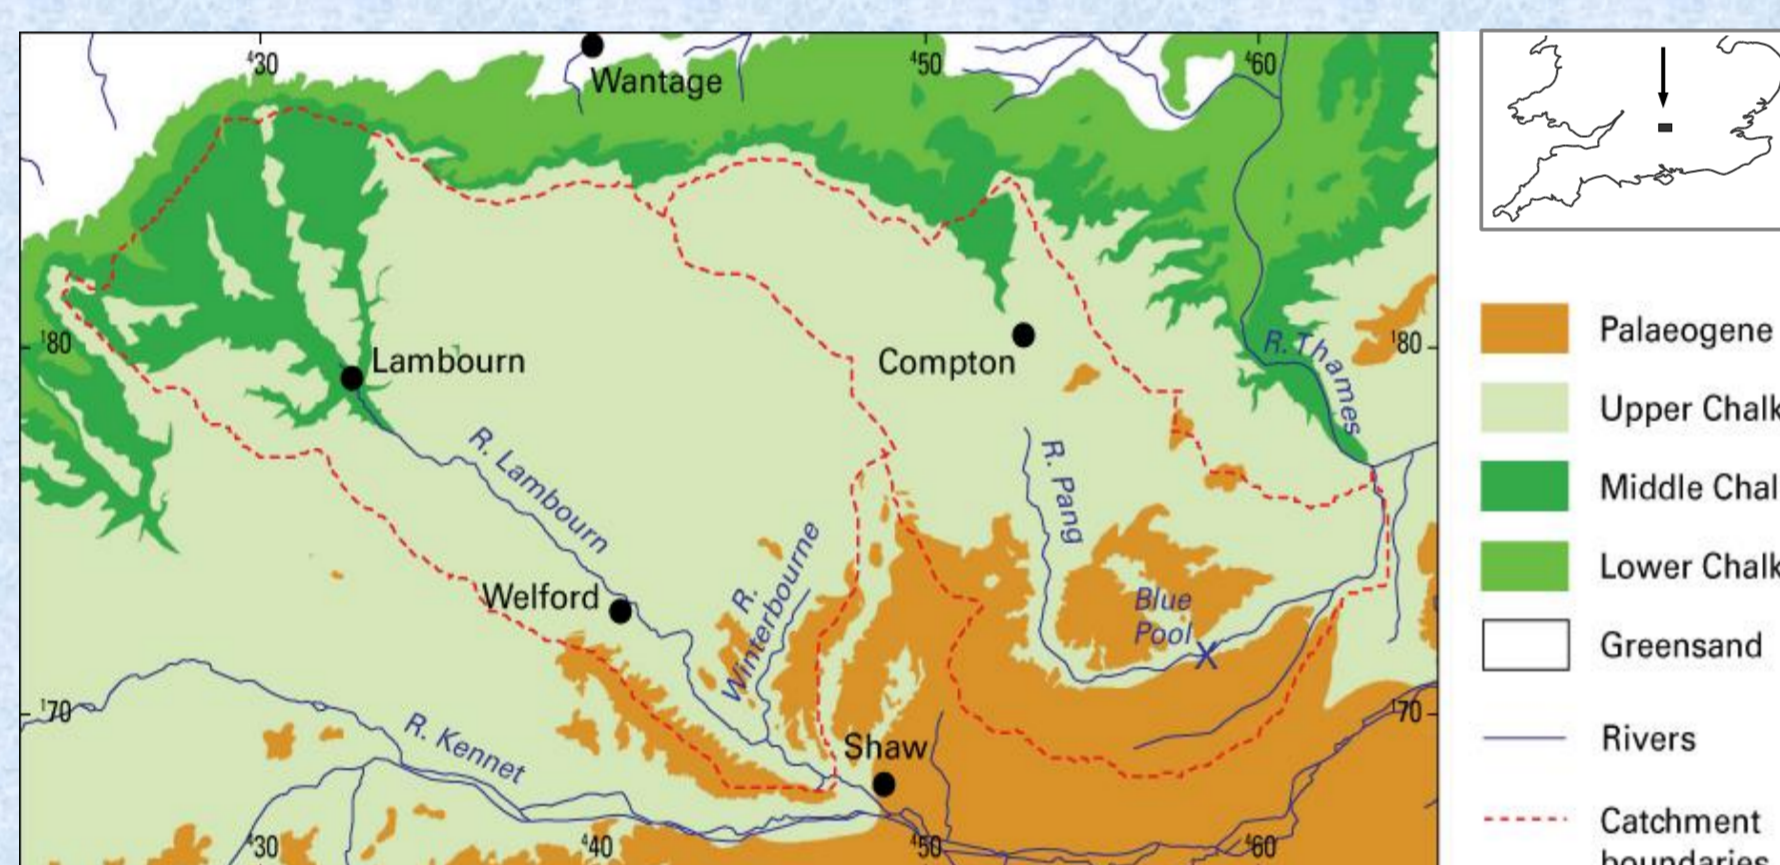 ⁴30
Wantage
⁴50
⁴60
¹80
Lambourn
Compton
R. Thames
¹80
R. Lambourn
R. Pang
Welford
R.
Winterbourne
Blue
Pool
X
¹70
R. Kennet
Shaw
¹70
⁴30
⁴40
⁴50
⁴60
Palaeogene
Upper Chalk
Middle Chal
Lower Chalk
Greensand
Rivers
Catchment
boundaries